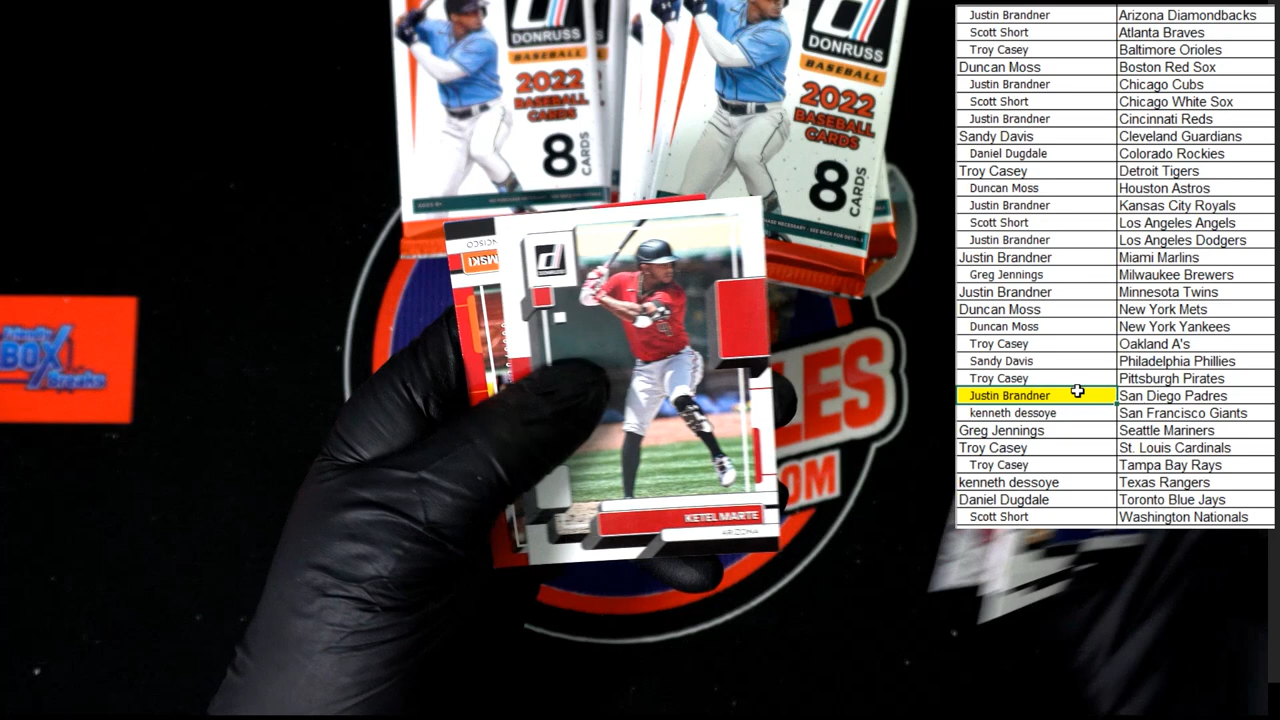 DONRUSS
BASEBALL
2022
BASEBALL
CARDS
8
CARDS
DONRUSS
BASEBALL
2022
BASEBALL
CARDS
8
CARDS
BOX
Breaks
MSKI
NCISCO
KETEL MARTE
ARIZONA
LES
OM
Justin Brandner Arizona Diamondbacks
Scott Short Atlanta Braves
Troy Casey Baltimore Orioles
Duncan Moss Boston Red Sox
Justin Brandner Chicago Cubs
Scott Short Chicago White Sox
Justin Brandner Cincinnati Reds
Sandy Davis Cleveland Guardians
Daniel Dugdale Colorado Rockies
Troy Casey Detroit Tigers
Duncan Moss Houston Astros
Justin Brandner Kansas City Royals
Scott Short Los Angeles Angels
Justin Brandner Los Angeles Dodgers
Justin Brandner Miami Marlins
Greg Jennings Milwaukee Brewers
Justin Brandner Minnesota Twins
Duncan Moss New York Mets
Duncan Moss New York Yankees
Troy Casey Oakland A's
Sandy Davis Philadelphia Phillies
Troy Casey Pittsburgh Pirates
Justin Brandner San Diego Padres
kenneth dessoye San Francisco Giants
Greg Jennings Seattle Mariners
Troy Casey St. Louis Cardinals
Troy Casey Tampa Bay Rays
kenneth dessoye Texas Rangers
Daniel Dugdale Toronto Blue Jays
Scott Short Washington Nationals